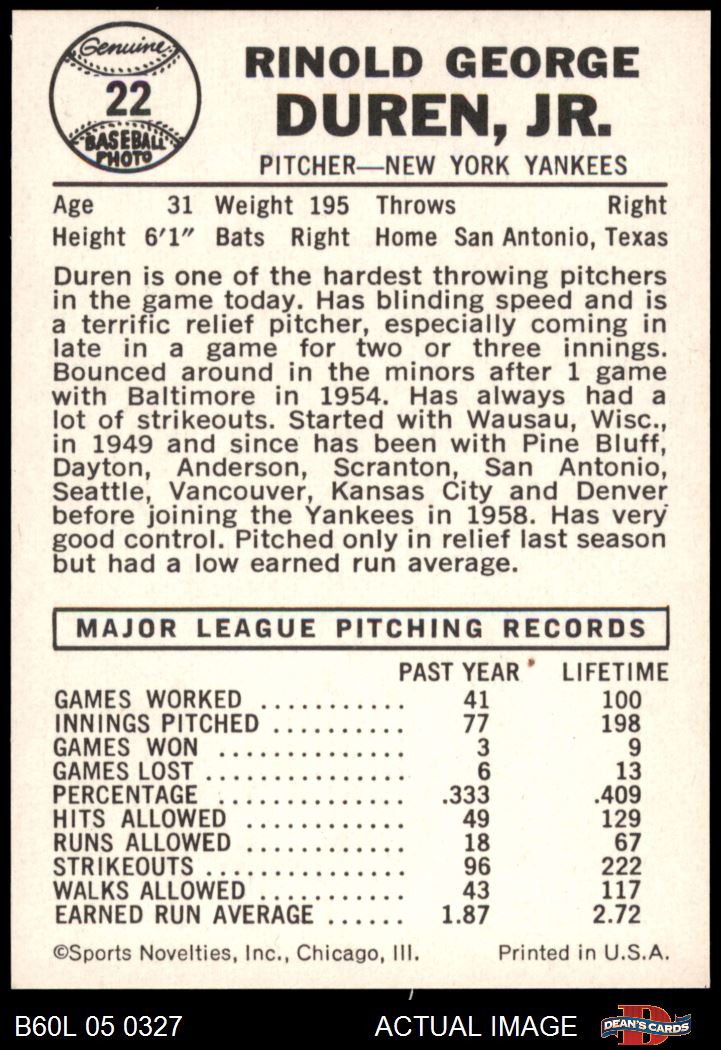 Genuine
22
BASEBALL
PHOTO
RINOLD GEORGE
DUREN, JR.
PITCHER—NEW YORK YANKEES
Age 31 Weight 195 Throws Right
Height 6'1" Bats Right Home San Antonio, Texas
Duren is one of the hardest throwing pitchers
in the game today. Has blinding speed and is
a terrific relief pitcher, especially coming in
late in a game for two or three innings.
Bounced around in the minors after 1 game
with Baltimore in 1954. Has always had a
lot of strikeouts. Started with Wausau, Wisc.,
in 1949 and since has been with Pine Bluff,
Dayton, Anderson, Scranton, San Antonio,
Seattle, Vancouver, Kansas City and Denver
before joining the Yankees in 1958. Has very
good control. Pitched only in relief last season
but had a low earned run average.
MAJOR LEAGUE PITCHING RECORDS
PAST YEAR LIFETIME
GAMES WORKED ........... 41 100
INNINGS PITCHED .......... 77 198
GAMES WON .............. 3 9
GAMES LOST ............... 6 13
PERCENTAGE .............. .333 .409
HITS ALLOWED ............ 49 129
RUNS ALLOWED ............. 18 67
STRIKEOUTS ................ 96 222
WALKS ALLOWED ........... 43 117
EARNED RUN AVERAGE ...... 1.87 2.72
©Sports Novelties, Inc., Chicago, Ill. Printed in U.S.A.
B60L 05 0327 ACTUAL IMAGE D DEAN'S CARDS